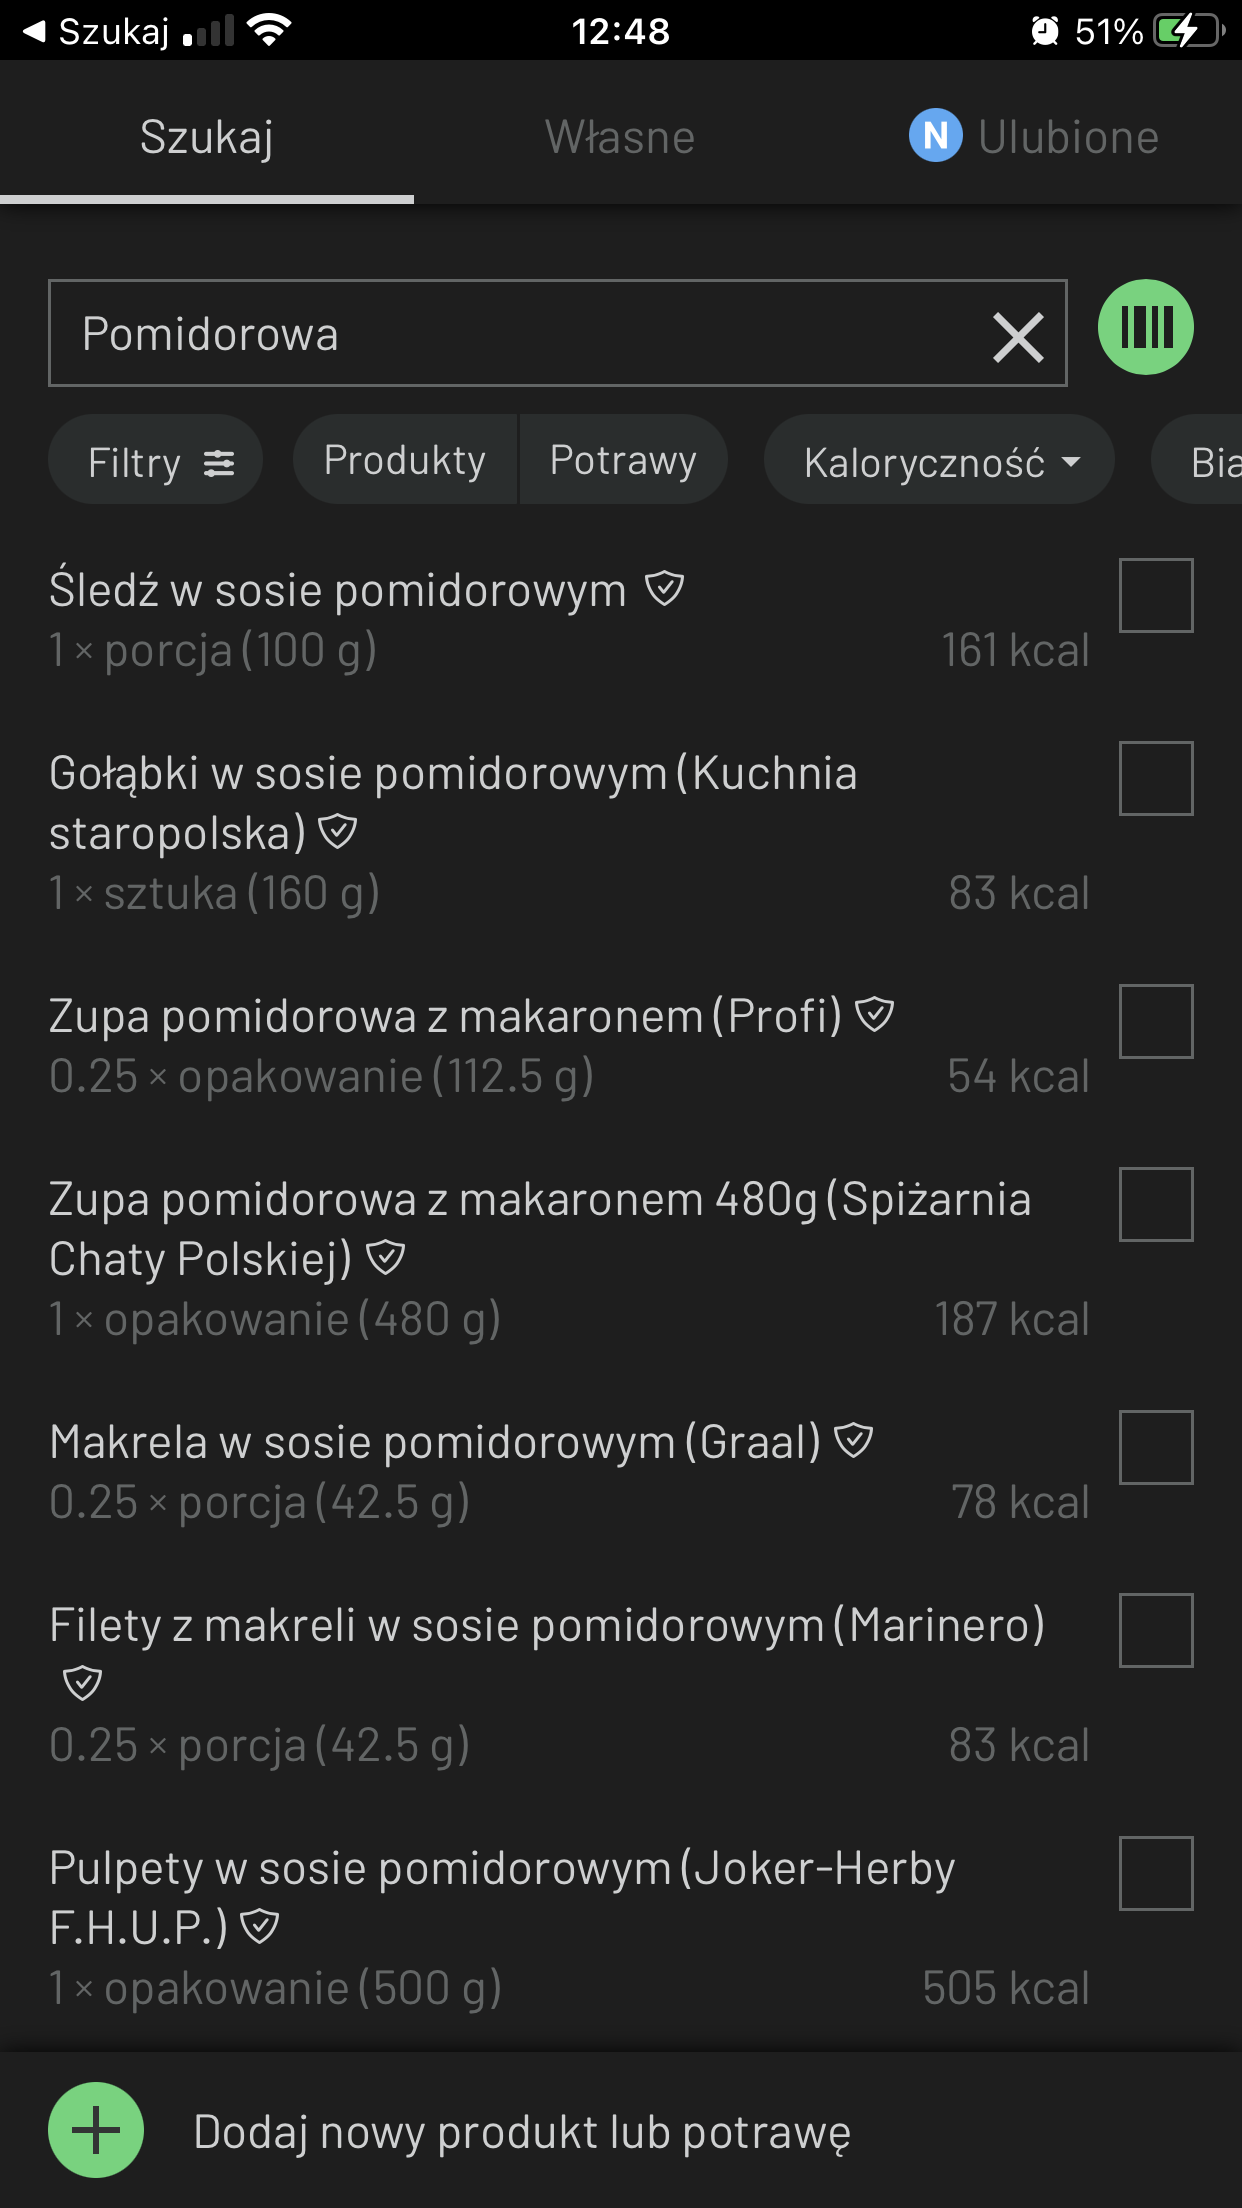 Szukaj
12:48
51%
Szukaj
Własne
N Ulubione
Pomidorowa
Filtry
Produkty
Potrawy
Kaloryczność
Bia
Śledź w sosie pomidorowym
1 × porcja (100 g)
161 kcal
Gołąbki w sosie pomidorowym (Kuchnia
staropolska)
1 × sztuka (160 g)
83 kcal
Zupa pomidorowa z makaronem (Profi)
0.25 × opakowanie (112.5 g)
54 kcal
Zupa pomidorowa z makaronem 480g (Spiżarnia
Chaty Polskiej)
1 × opakowanie (480 g)
187 kcal
Makrela w sosie pomidorowym (Graal)
0.25 × porcja (42.5 g)
78 kcal
Filety z makreli w sosie pomidorowym (Marinero)
0.25 × porcja (42.5 g)
83 kcal
Pulpety w sosie pomidorowym (Joker-Herby
F.H.U.P.)
1 × opakowanie (500 g)
505 kcal
Dodaj nowy produkt lub potrawę